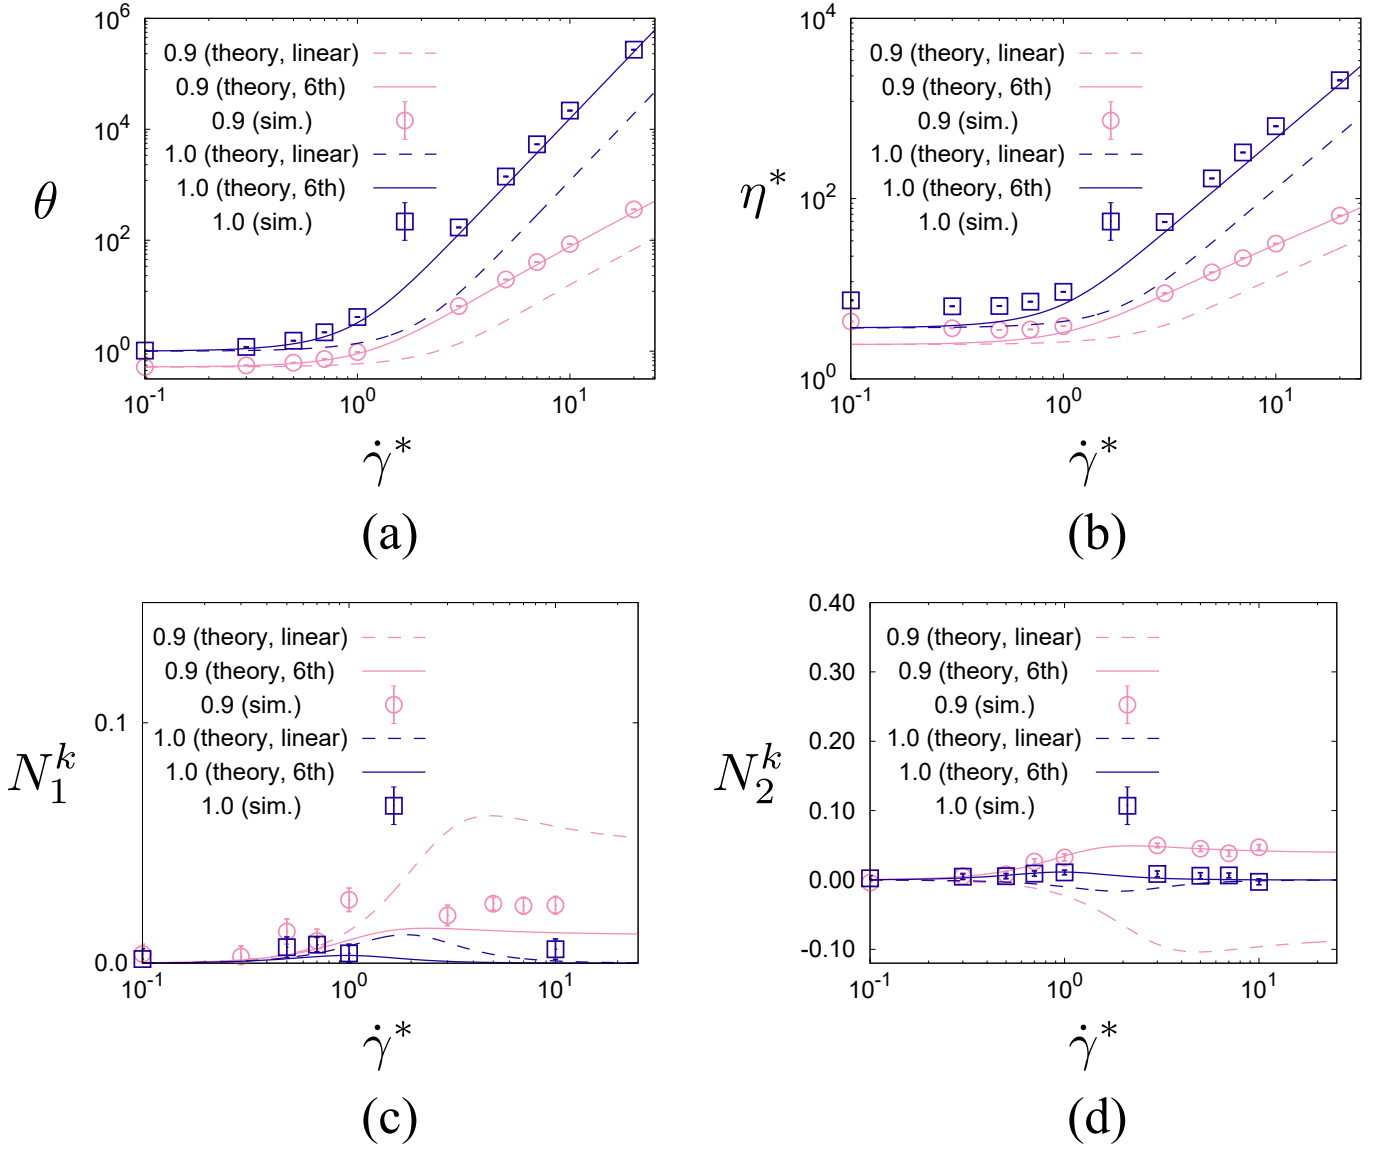 10^6
10^4
10^2
10^0
θ
0.9 (theory, linear)
0.9 (theory, 6th)
0.9 (sim.)
1.0 (theory, linear)
1.0 (theory, 6th)
1.0 (sim.)
10^-1 10^0 10^1
γ̇*
(a)
10^4
10^2
10^0
η*
0.9 (theory, linear)
0.9 (theory, 6th)
0.9 (sim.)
1.0 (theory, linear)
1.0 (theory, 6th)
1.0 (sim.)
10^-1 10^0 10^1
γ̇*
(b)
0.1
0.0
N_1^k
0.9 (theory, linear)
0.9 (theory, 6th)
0.9 (sim.)
1.0 (theory, linear)
1.0 (theory, 6th)
1.0 (sim.)
10^-1 10^0 10^1
γ̇*
(c)
0.40
0.30
0.20
0.10
0.00
-0.10
N_2^k
0.9 (theory, linear)
0.9 (theory, 6th)
0.9 (sim.)
1.0 (theory, linear)
1.0 (theory, 6th)
1.0 (sim.)
10^-1 10^0 10^1
γ̇*
(d)